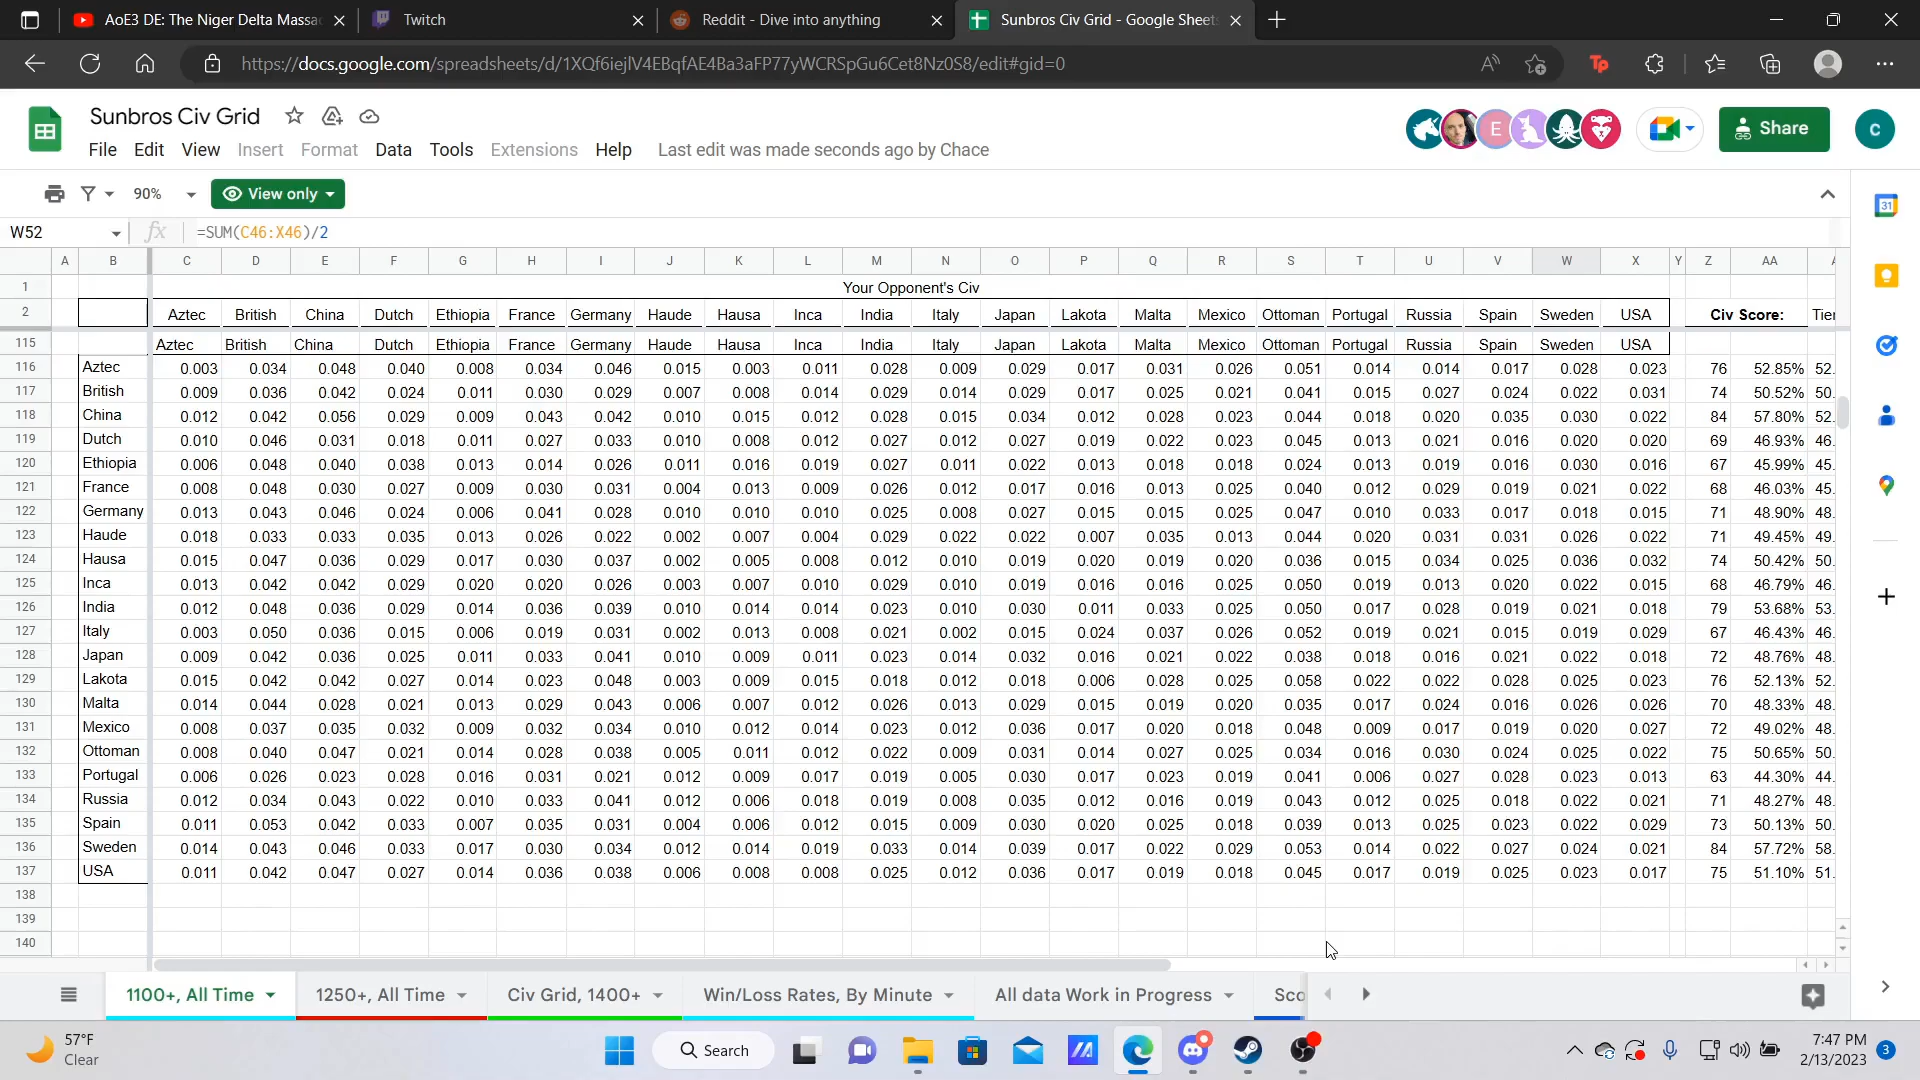 AoE3 DE: The Niger Delta Massa
Twitch
Reddit - Dive into anything
Sunbros Civ Grid - Google Sheets
https://docs.google.com/spreadsheets/d/1XQf6iejlV4EBqfAE4Ba3aFP77yWCRSpGu6Cet8Nz0S8/edit#gid=0
Sunbros Civ Grid
File Edit View Insert Format Data Tools Extensions Help Last edit was made seconds ago by Chace
E
Share
C
90%
View only
31
W52
fx
=SUM(C46:X46)/2
A B C D E F G H I J K L M N O P Q R S T U V W X Y Z AA
1 Your Opponent's Civ
2 Aztec British China Dutch Ethiopia France Germany Haude Hausa Inca India Italy Japan Lakota Malta Mexico Ottoman Portugal Russia Spain Sweden USA Civ Score: Tier
115 Aztec British China Dutch Ethiopia France Germany Haude Hausa Inca India Italy Japan Lakota Malta Mexico Ottoman Portugal Russia Spain Sweden USA
116 Aztec 0.003 0.034 0.048 0.040 0.008 0.034 0.046 0.015 0.003 0.011 0.028 0.009 0.029 0.017 0.031 0.026 0.051 0.014 0.014 0.017 0.028 0.023 76 52.85% 52.
117 British 0.009 0.036 0.042 0.024 0.011 0.030 0.029 0.007 0.008 0.014 0.029 0.014 0.029 0.017 0.025 0.021 0.041 0.015 0.027 0.024 0.022 0.031 74 50.52% 50.
118 China 0.012 0.042 0.056 0.029 0.009 0.043 0.042 0.010 0.015 0.012 0.028 0.015 0.034 0.012 0.028 0.023 0.044 0.018 0.020 0.035 0.030 0.022 84 57.80% 52.
119 Dutch 0.010 0.046 0.031 0.018 0.011 0.027 0.033 0.010 0.008 0.012 0.027 0.012 0.027 0.019 0.022 0.023 0.045 0.013 0.021 0.016 0.020 0.020 69 46.93% 46.
120 Ethiopia 0.006 0.048 0.040 0.038 0.013 0.014 0.026 0.011 0.016 0.019 0.027 0.011 0.022 0.013 0.018 0.018 0.024 0.013 0.019 0.016 0.030 0.016 67 45.99% 45.
121 France 0.008 0.048 0.030 0.027 0.009 0.030 0.031 0.004 0.013 0.009 0.026 0.012 0.017 0.016 0.013 0.025 0.040 0.012 0.029 0.019 0.021 0.022 68 46.03% 45.
122 Germany 0.013 0.043 0.046 0.024 0.006 0.041 0.028 0.010 0.010 0.010 0.025 0.008 0.027 0.015 0.015 0.025 0.047 0.010 0.033 0.017 0.018 0.015 71 48.90% 48.
123 Haude 0.018 0.033 0.033 0.035 0.013 0.026 0.022 0.002 0.007 0.004 0.029 0.022 0.022 0.007 0.035 0.013 0.044 0.020 0.031 0.031 0.026 0.022 71 49.45% 49.
124 Hausa 0.015 0.047 0.036 0.029 0.017 0.030 0.037 0.002 0.005 0.008 0.012 0.010 0.019 0.020 0.019 0.020 0.036 0.015 0.034 0.025 0.036 0.032 74 50.42% 50.
125 Inca 0.013 0.042 0.042 0.029 0.020 0.020 0.026 0.003 0.007 0.010 0.029 0.010 0.019 0.016 0.016 0.025 0.050 0.019 0.013 0.020 0.022 0.015 68 46.79% 46.
126 India 0.012 0.048 0.036 0.029 0.014 0.036 0.039 0.010 0.014 0.014 0.023 0.010 0.030 0.011 0.033 0.025 0.050 0.017 0.028 0.019 0.021 0.018 79 53.68% 53.
127 Italy 0.003 0.050 0.036 0.015 0.006 0.019 0.031 0.002 0.013 0.008 0.021 0.002 0.015 0.024 0.037 0.026 0.052 0.019 0.021 0.015 0.019 0.029 67 46.43% 46.
128 Japan 0.009 0.042 0.036 0.025 0.011 0.033 0.041 0.010 0.009 0.011 0.023 0.014 0.032 0.016 0.021 0.022 0.038 0.018 0.016 0.021 0.022 0.018 72 48.76% 48.
129 Lakota 0.015 0.042 0.042 0.027 0.014 0.023 0.048 0.003 0.009 0.015 0.018 0.012 0.018 0.006 0.028 0.025 0.058 0.022 0.022 0.028 0.025 0.023 76 52.13% 52.
130 Malta 0.014 0.044 0.028 0.021 0.013 0.029 0.043 0.006 0.007 0.012 0.026 0.013 0.029 0.015 0.019 0.020 0.035 0.017 0.024 0.016 0.026 0.026 70 48.33% 48.
131 Mexico 0.008 0.037 0.035 0.032 0.009 0.032 0.034 0.010 0.012 0.014 0.023 0.012 0.036 0.017 0.020 0.018 0.048 0.009 0.017 0.019 0.020 0.027 72 49.02% 48.
132 Ottoman 0.008 0.040 0.047 0.021 0.014 0.028 0.038 0.005 0.011 0.012 0.022 0.009 0.031 0.014 0.027 0.025 0.034 0.016 0.030 0.024 0.025 0.022 75 50.65% 50.
133 Portugal 0.006 0.026 0.023 0.028 0.016 0.031 0.021 0.012 0.009 0.017 0.019 0.005 0.030 0.017 0.023 0.019 0.041 0.006 0.027 0.028 0.023 0.013 63 44.30% 44.
134 Russia 0.012 0.034 0.043 0.022 0.010 0.033 0.041 0.012 0.006 0.018 0.019 0.008 0.035 0.012 0.016 0.019 0.043 0.012 0.025 0.018 0.022 0.021 71 48.27% 48.
135 Spain 0.011 0.053 0.042 0.033 0.007 0.035 0.031 0.004 0.006 0.012 0.015 0.009 0.030 0.020 0.025 0.018 0.039 0.013 0.025 0.023 0.022 0.029 73 50.13% 50.
136 Sweden 0.014 0.043 0.046 0.033 0.017 0.030 0.034 0.012 0.014 0.019 0.033 0.014 0.039 0.017 0.022 0.029 0.053 0.014 0.022 0.027 0.024 0.021 84 57.72% 58.
137 USA 0.011 0.042 0.047 0.027 0.014 0.036 0.038 0.006 0.008 0.008 0.025 0.012 0.036 0.017 0.019 0.018 0.045 0.017 0.019 0.025 0.023 0.017 75 51.10% 51.
138
139
140
1100+, All Time 1250+, All Time Civ Grid, 1400+ Win/Loss Rates, By Minute All data Work in Progress Sco
57°F
Clear
Search
7:47 PM
2/13/2023
3